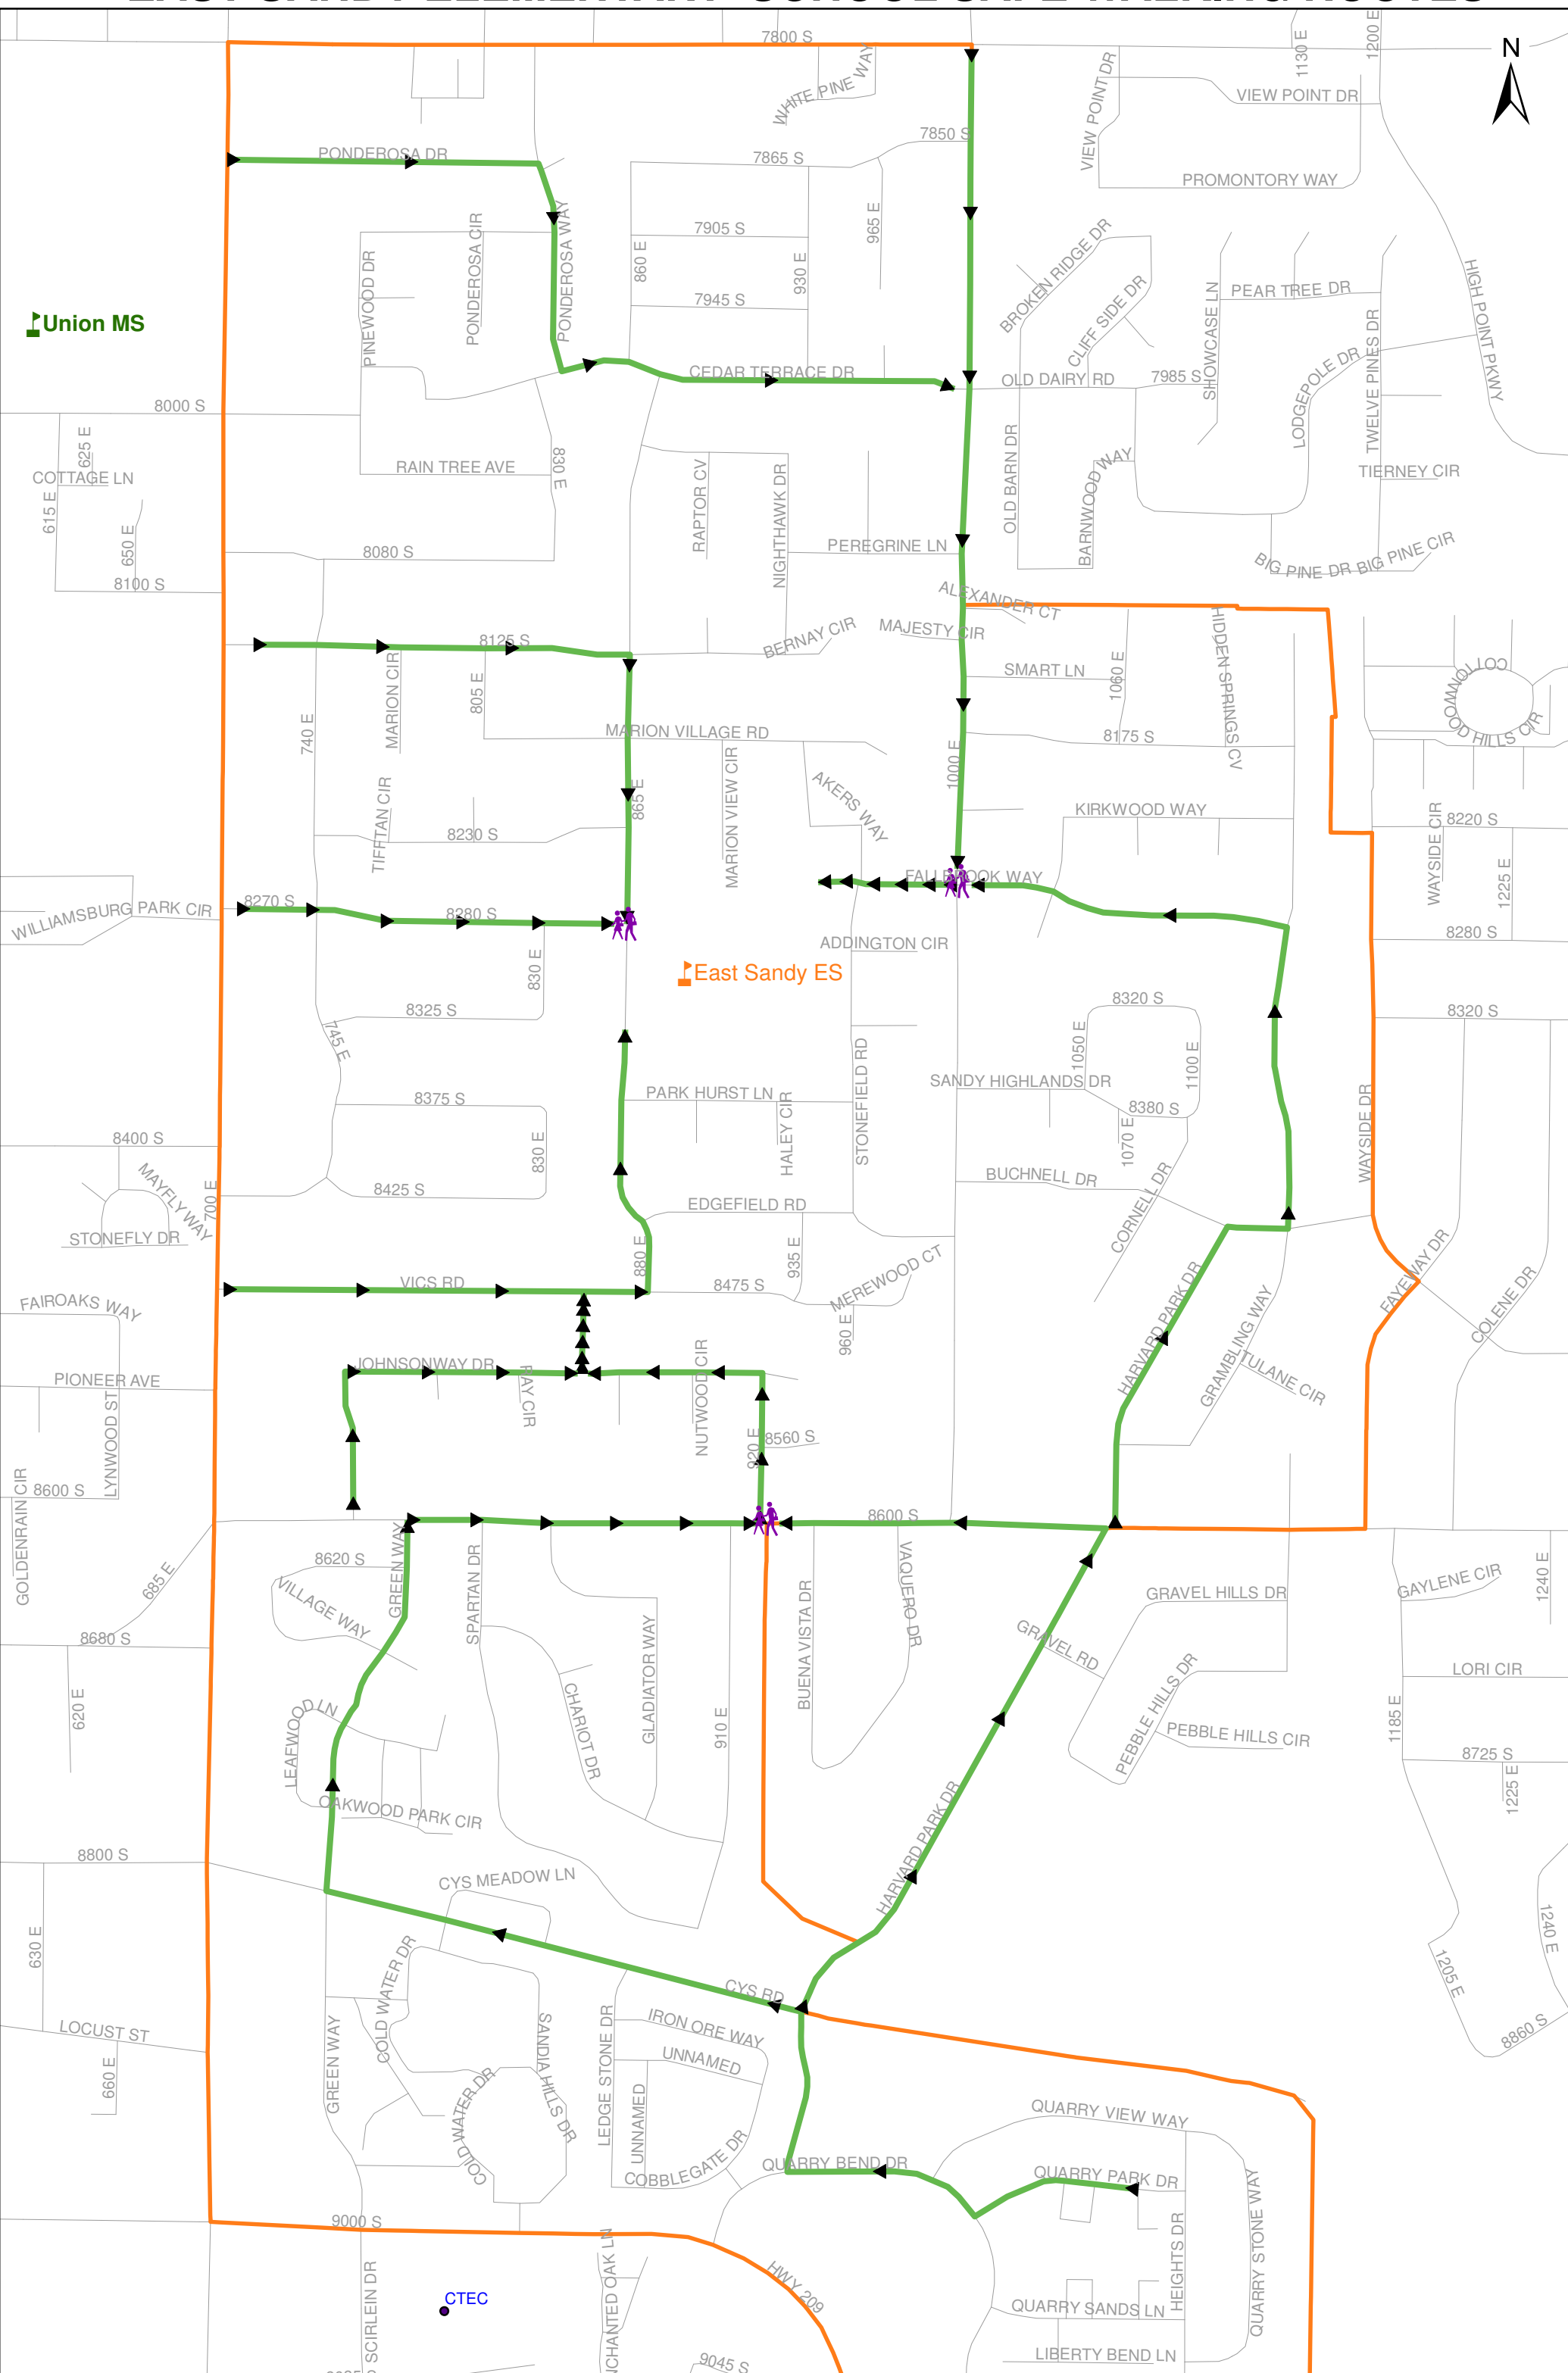 EAST SANDY ELEMENTARY SCHOOL SAFE WALKING ROUTES
7800 S
1130 E
1200 E
N
WHITE PINE WAY
VIEW POINT DR
VIEW POINT DR
7850 S
PONDEROSA DR
7865 S
PROMONTORY WAY
965 E
7905 S
PONDEROSA CIR
PONDEROSA WAY
860 E
930 E
BROKEN RIDGE DR
PINEWOOD DR
7945 S
CLIFF SIDE DR
SHOWCASE LN
PEAR TREE DR
HIGH POINT PKWY
Union MS
TWELVE PINES DR
LODGEPOLE DR
CEDAR TERRACE DR
OLD DAIRY RD
7985 S
8000 S
625 E
COTTAGE LN
RAIN TREE AVE
830 E
RAPTOR CV
NIGHTHAWK DR
OLD BARN DR
BARNWOOD WAY
TIERNEY CIR
615 E
650 E
8080 S
PEREGRINE LN
BIG PINE DR
BIG PINE CIR
8100 S
ALEXANDER CT
8125 S
BERNAY CIR
MAJESTY CIR
HIDDEN SPRINGS CV
SMART LN
1060 E
COTTONWOOD HILLS CIR
MARION CIR
805 E
740 E
MARION VILLAGE RD
8175 S
1000 E
TIFFTAN CIR
865 E
MARION VIEW CIR
AKERS WAY
KIRKWOOD WAY
8230 S
WAYSIDE CIR
8220 S
1225 E
FALLBROOK WAY
8270 S
WILLIAMSBURG PARK CIR
8280 S
ADDINGTON CIR
8280 S
830 E
East Sandy ES
8325 S
745 E
8320 S
8320 S
1050 E
1100 E
STONEFIELD RD
SANDY HIGHLANDS DR
PARK HURST LN
8375 S
8380 S
HALEY CIR
1070 E
WAYSIDE DR
8400 S
830 E
MAYFLY WAY
700 E
8425 S
BUCHNELL DR
CORNELL DR
EDGEFIELD RD
STONEFLY DR
880 E
935 E
MEREWOOD CT
FAYEWAY DR
VICS RD
8475 S
HARVARD PARK DR
GRAMBLING WAY
COLENE DR
FAIROAKS WAY
960 E
JOHNSONWAY DR
RAY CIR
NUTWOOD CIR
TULANE CIR
PIONEER AVE
LYNWOOD ST
920 E
8560 S
GOLDENRAIN CIR
8600 S
8600 S
GREEN WAY
SPARTAN DR
8620 S
685 E
VILLAGE WAY
BUENA VISTA DR
VAQUERO DR
GRAVEL HILLS DR
GAYLENE CIR
1240 E
8680 S
GLADIATOR WAY
GRAVEL RD
LORI CIR
620 E
LEAFWOOD LN
CHARIOT DR
910 E
PEBBLE HILLS DR
PEBBLE HILLS CIR
1185 E
8725 S
1225 E
OAKWOOD PARK CIR
HARVARD PARK DR
8800 S
CYS MEADOW LN
630 E
COLD WATER DR
1240 E
1205 E
CYS RD
LOCUST ST
GREEN WAY
SANDIA HILLS DR
LEDGE STONE DR
IRON ORE WAY
UNNAMED
8860 S
660 E
COLD WATER DR
UNNAMED
QUARRY VIEW WAY
COBBLEGATE DR
QUARRY BEND DR
QUARRY PARK DR
9000 S
HEIGHTS DR
QUARRY STONE WAY
SCIRLEIN DR
HWY 209
CTEC
QUARRY SANDS LN
9045 S
LIBERTY BEND LN